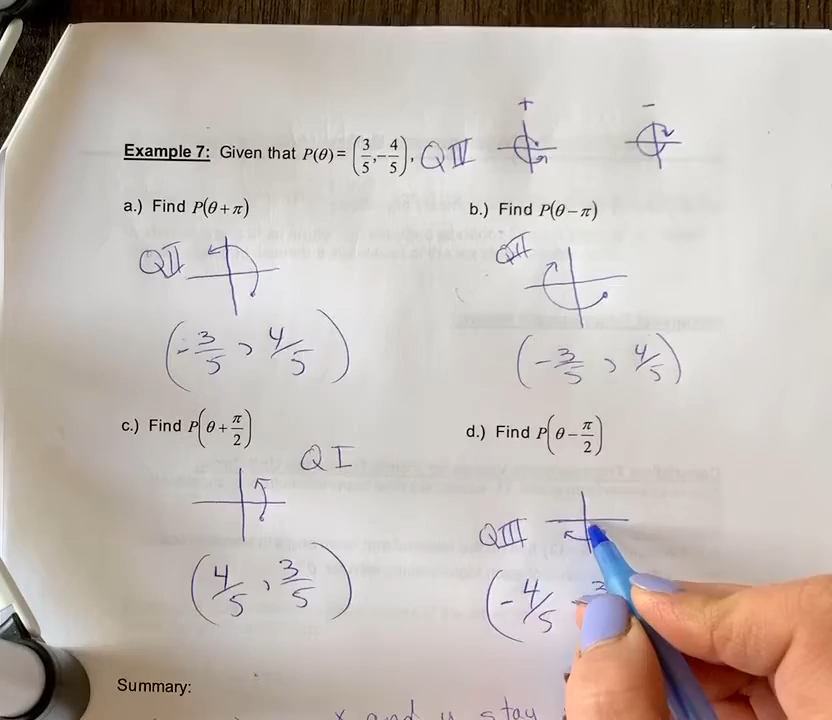 + −
Example 7: Given that P(θ) = (3/5, −4/5), QIV
a.) Find P(θ+π)
b.) Find P(θ−π)
QII
QII
(-3/5, 4/5)
(-3/5, 4/5)
c.) Find P(θ+π/2)
d.) Find P(θ−π/2)
QI
QIII
(4/5, 3/5)
(-4/5 -3
Summary:
x and y stay